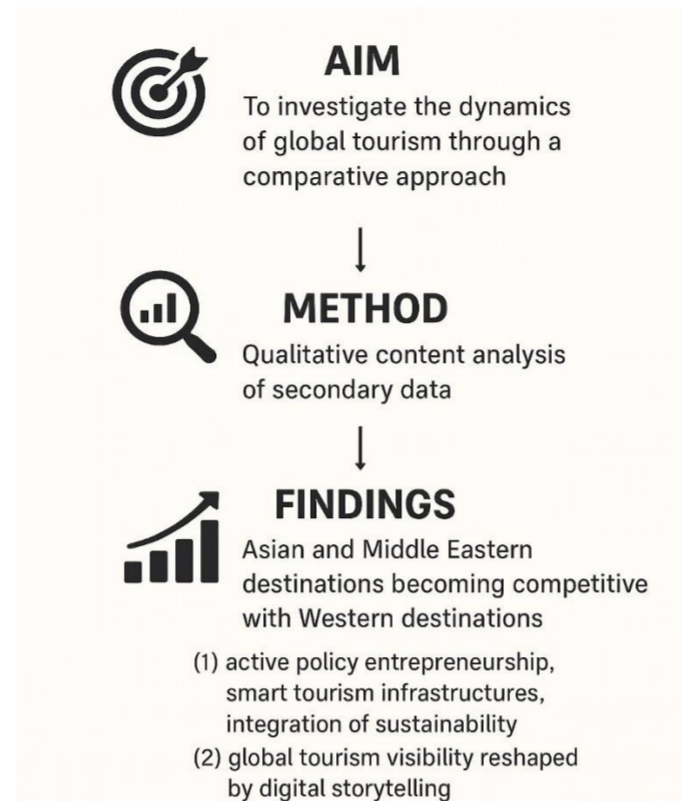 AIM
To investigate the dynamics
of global tourism through a
comparative approach
METHOD
Qualitative content analysis
of secondary data
FINDINGS
Asian and Middle Eastern
destinations becoming competitive
with Western destinations
(1) active policy entrepreneurship,
smart tourism infrastructures,
integration of sustainability
(2) global tourism visibility reshaped
by digital storytelling